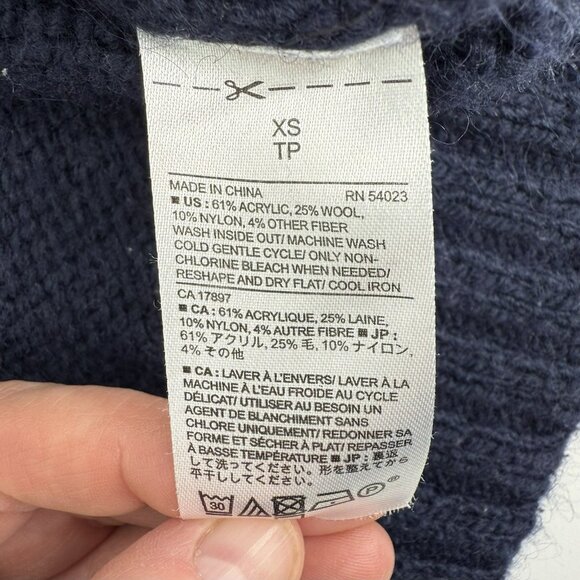 XS
TP
MADE IN CHINA RN 54023
■ US : 61% ACRYLIC, 25% WOOL,
10% NYLON, 4% OTHER FIBER
WASH INSIDE OUT/ MACHINE WASH
COLD GENTLE CYCLE/ ONLY NON-
CHLORINE BLEACH WHEN NEEDED/
RESHAPE AND DRY FLAT/ COOL IRON
CA 17897
■ CA : 61% ACRYLIQUE, 25% LAINE,
10% NYLON, 4% AUTRE FIBRE ■ JP :
61% アクリル, 25% 毛, 10% ナイロン,
4% その他
■ CA : LAVER À L'ENVERS/ LAVER À LA
MACHINE À L'EAU FROIDE AU CYCLE
DÉLICAT/ UTILISER AU BESOIN UN
AGENT DE BLANCHIMENT SANS
CHLORE UNIQUEMENT/ REDONNER SA
FORME ET SÉCHER À PLAT/ REPASSER
À BASSE TEMPÉRATURE ■ JP : 裏返
して洗ってください. 形を整えてから
平干ししてください.
30 P ®